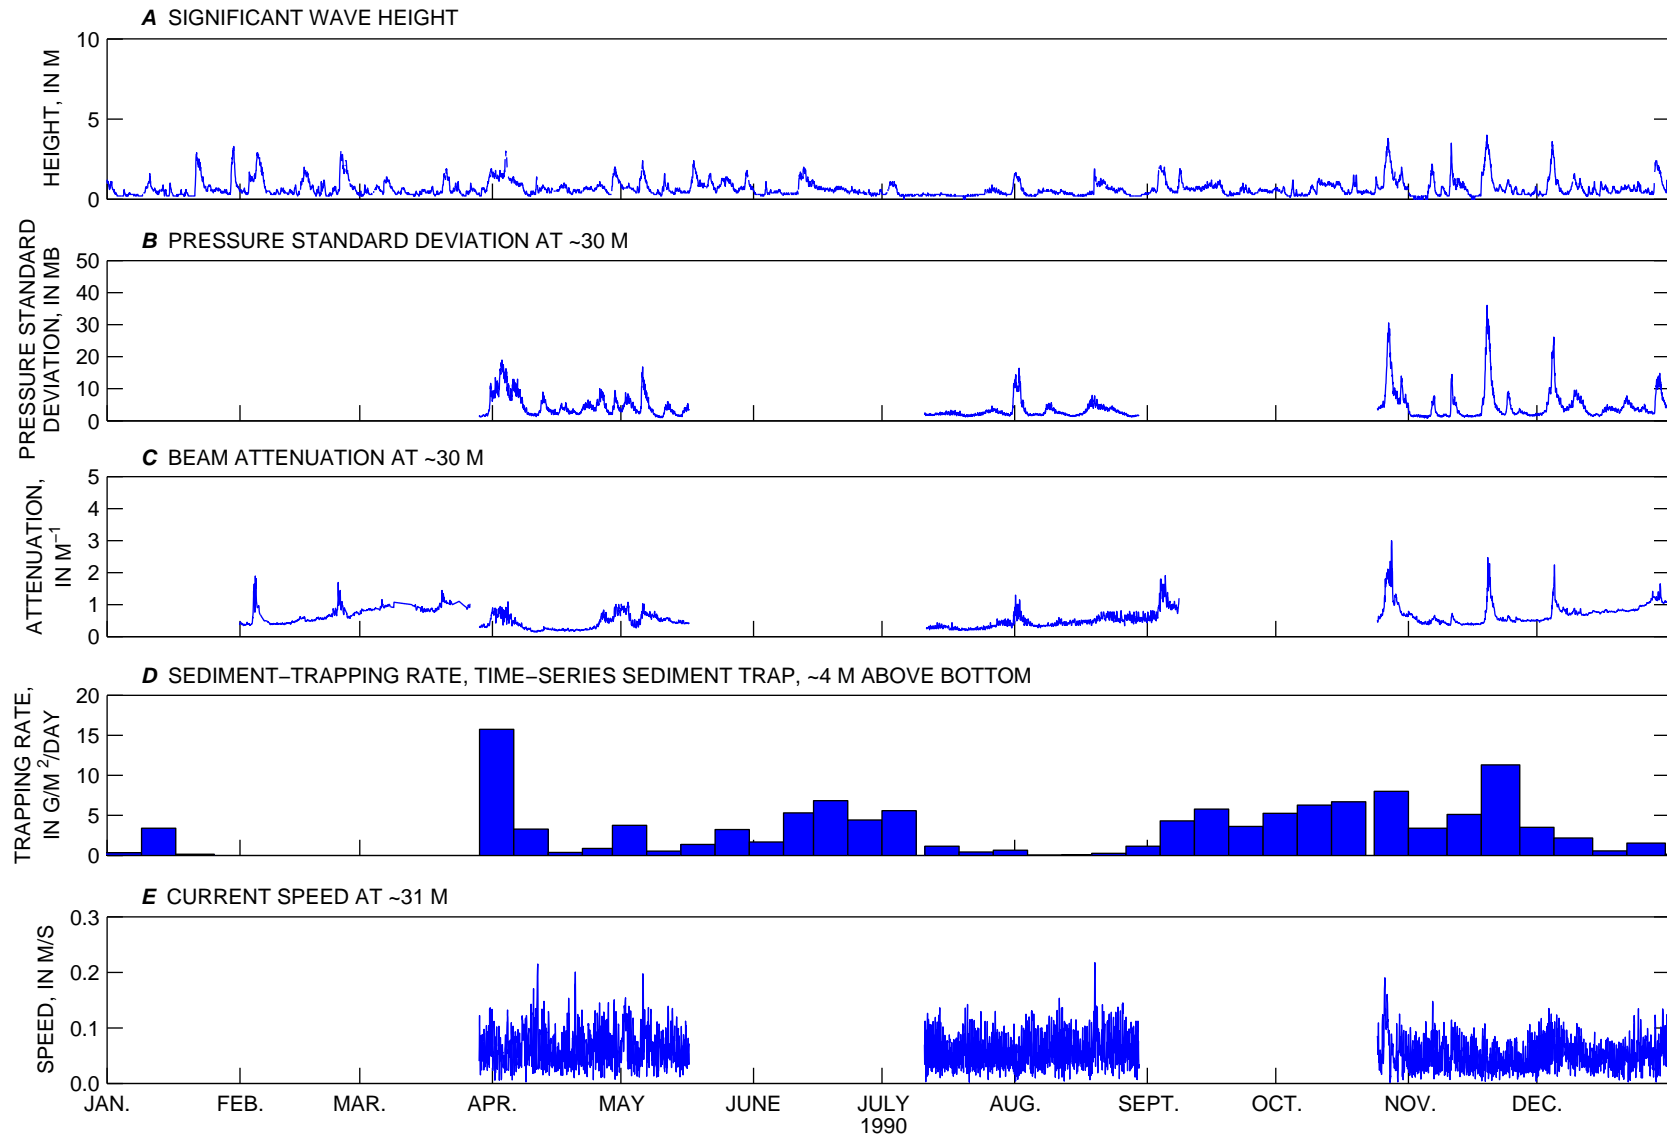 A SIGNIFICANT WAVE HEIGHT
HEIGHT, IN M
10
5
0
B PRESSURE STANDARD DEVIATION AT ~30 M
PRESSURE STANDARD
DEVIATION, IN MB
50
40
30
20
10
0
C BEAM ATTENUATION AT ~30 M
ATTENUATION,
IN M−1
5
4
3
2
1
0
D SEDIMENT−TRAPPING RATE, TIME−SERIES SEDIMENT TRAP, ~4 M ABOVE BOTTOM
TRAPPING RATE,
IN G/M 2/DAY
20
15
10
5
0
E CURRENT SPEED AT ~31 M
SPEED, IN M/S
0.3
0.2
0.1
0.0
JAN. FEB. MAR. APR. MAY JUNE JULY AUG. SEPT. OCT. NOV. DEC.
1990